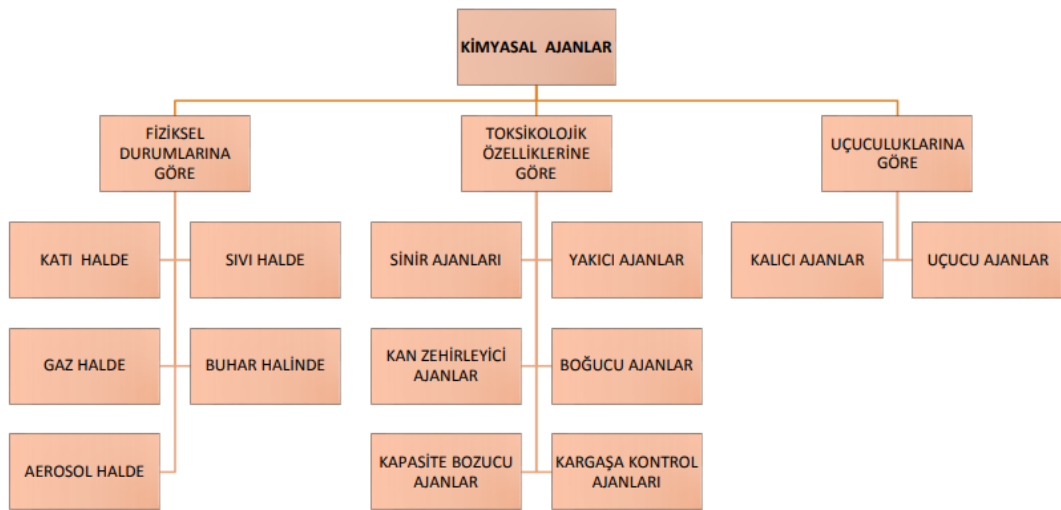 KİMYASAL AJANLAR
FİZİKSEL
DURUMLARINA
GÖRE
TOKSİKOLOJİK
ÖZELLİKLERİNE
GÖRE
UÇUCULUKLARINA
GÖRE
KATI HALDE
SIVI HALDE
SİNİR AJANLARI
YAKICI AJANLAR
KALICI AJANLAR
UÇUCU AJANLAR
GAZ HALDE
BUHAR HALİNDE
KAN ZEHİRLEYİCİ
AJANLAR
BOĞUCU AJANLAR
AEROSOL HALDE
KAPASİTE BOZUCU
AJANLAR
KARGAŞA KONTROL
AJANLARI